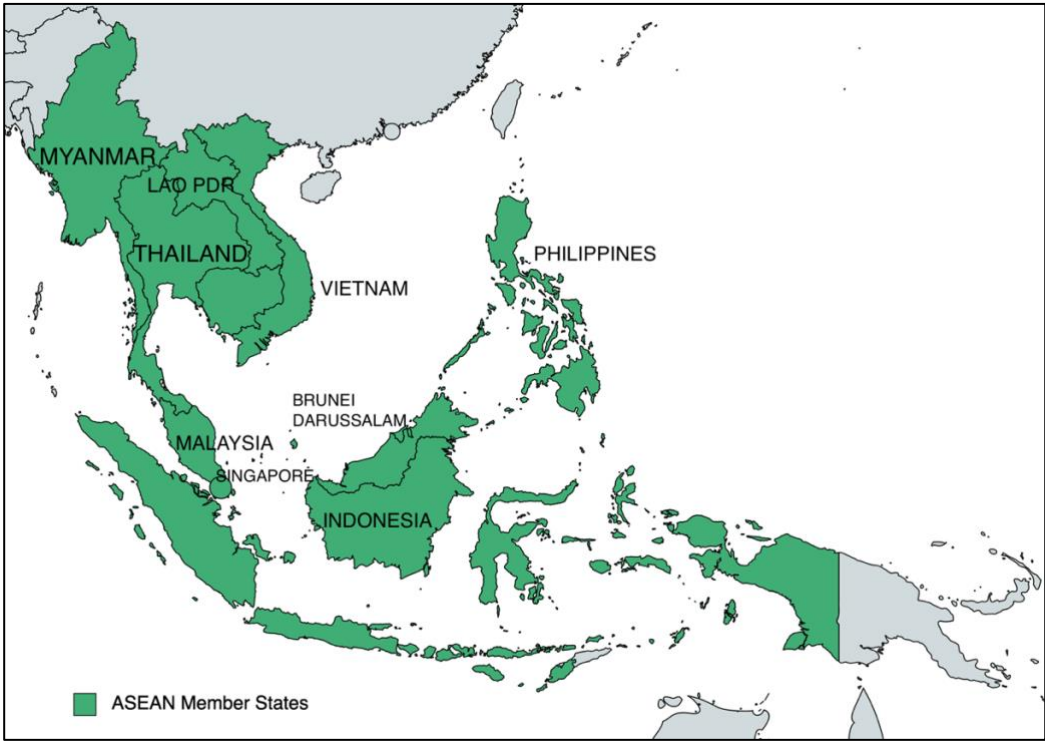 MYANMAR
LAO PDR
THAILAND
VIETNAM
PHILIPPINES
BRUNEI
DARUSSALAM
MALAYSIA
SINGAPORE
INDONESIA
ASEAN Member States